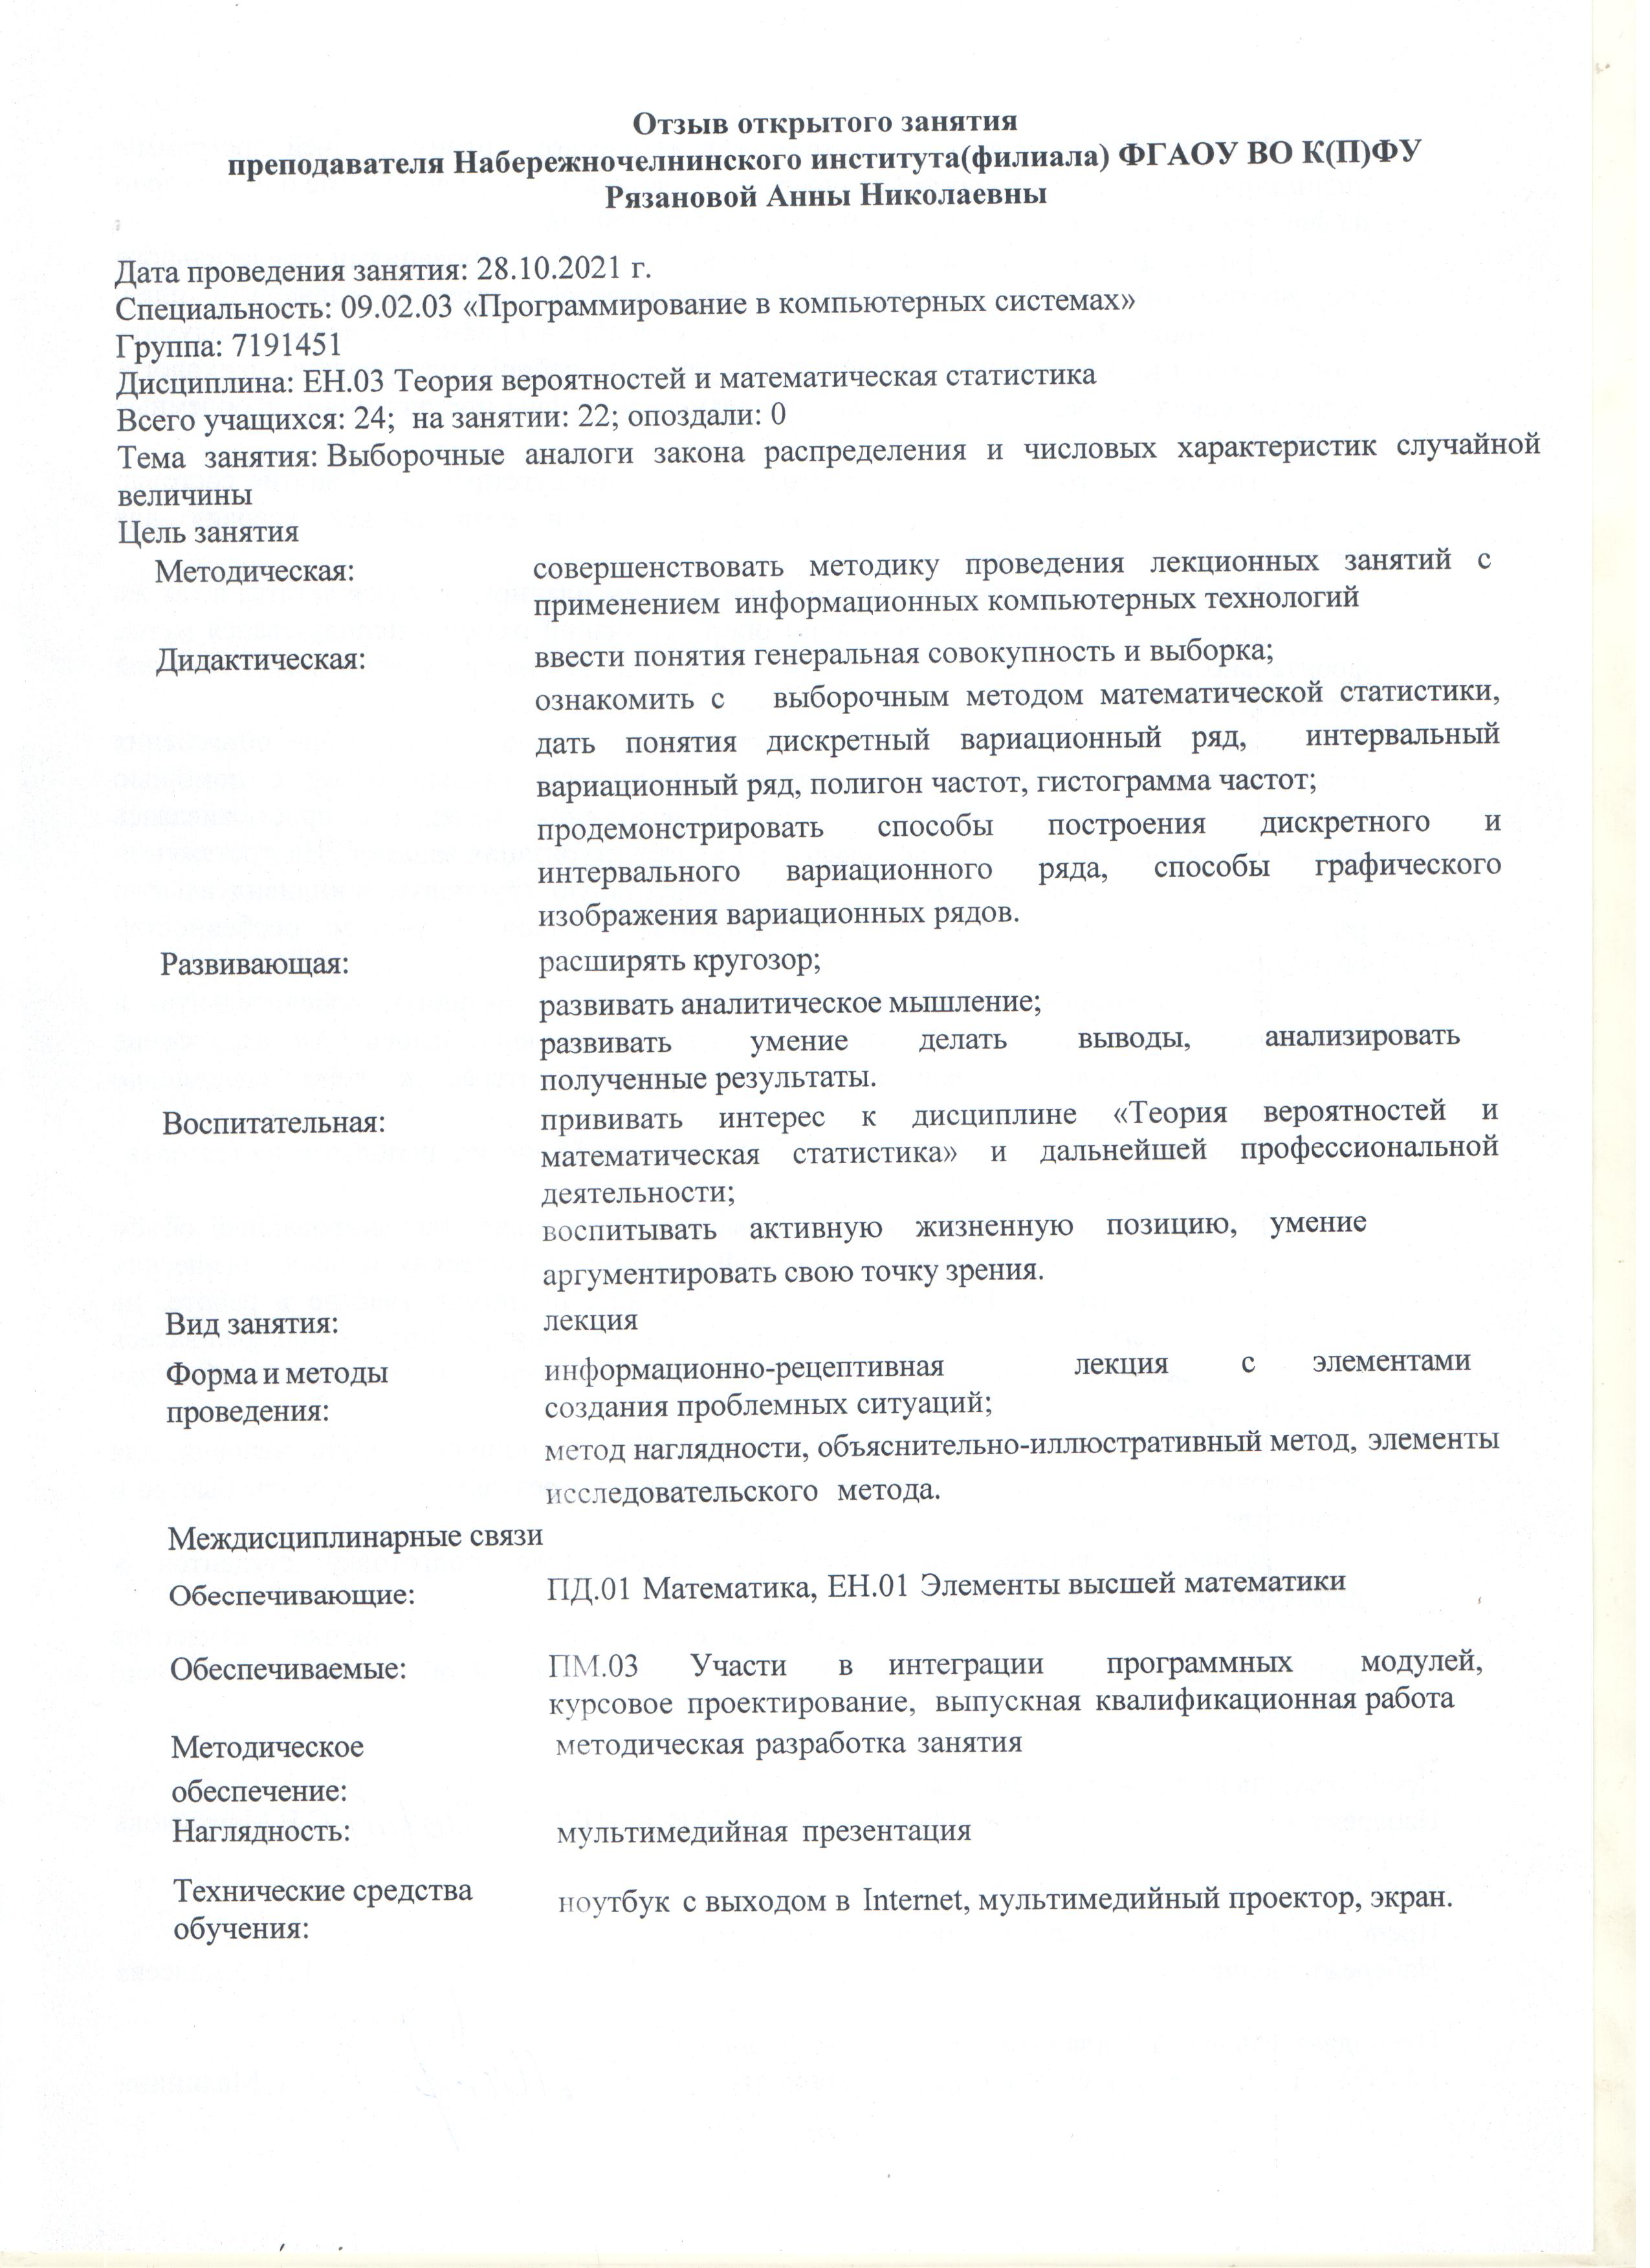 Отзыв открытого занятия
преподавателя Набережночелнинского института(филиала) ФГАОУ ВО К(П)ФУ
Рязановой Анны Николаевны
Дата проведения занятия: 28.10.2021 г.
Специальность: 09.02.03 «Программирование в компьютерных системах»
Группа: 7191451
Дисциплина: ЕН.03 Теория вероятностей и математическая статистика
Всего учащихся: 24; на занятии: 22; опоздали: 0
Тема занятия: Выборочные аналоги закона распределения и числовых характеристик случайной
величины
Цель занятия
Методическая: совершенствовать методику проведения лекционных занятий с
применением информационных компьютерных технологий
Дидактическая: ввести понятия генеральная совокупность и выборка;
ознакомить с выборочным методом математической статистики,
дать понятия дискретный вариационный ряд, интервальный
вариационный ряд, полигон частот, гистограмма частот;
продемонстрировать способы построения дискретного и
интервального вариационного ряда, способы графического
изображения вариационных рядов.
Развивающая: расширять кругозор;
развивать аналитическое мышление;
развивать умение делать выводы, анализировать
полученные результаты.
Воспитательная: прививать интерес к дисциплине «Теория вероятностей и
математическая статистика» и дальнейшей профессиональной
деятельности;
воспитывать активную жизненную позицию, умение
аргументировать свою точку зрения.
Вид занятия: лекция
Форма и методы информационно-рецептивная лекция с элементами
проведения: создания проблемных ситуаций;
метод наглядности, объяснительно-иллюстративный метод, элементы
исследовательского метода.
Междисциплинарные связи
Обеспечивающие: ПД.01 Математика, ЕН.01 Элементы высшей математики
Обеспечиваемые: ПМ.03 Участи в интеграции программных модулей,
курсовое проектирование, выпускная квалификационная работа
Методическое методическая разработка занятия
обеспечение:
Наглядность: мультимедийная презентация
Технические средства ноутбук с выходом в Internet, мультимедийный проектор, экран.
обучения: